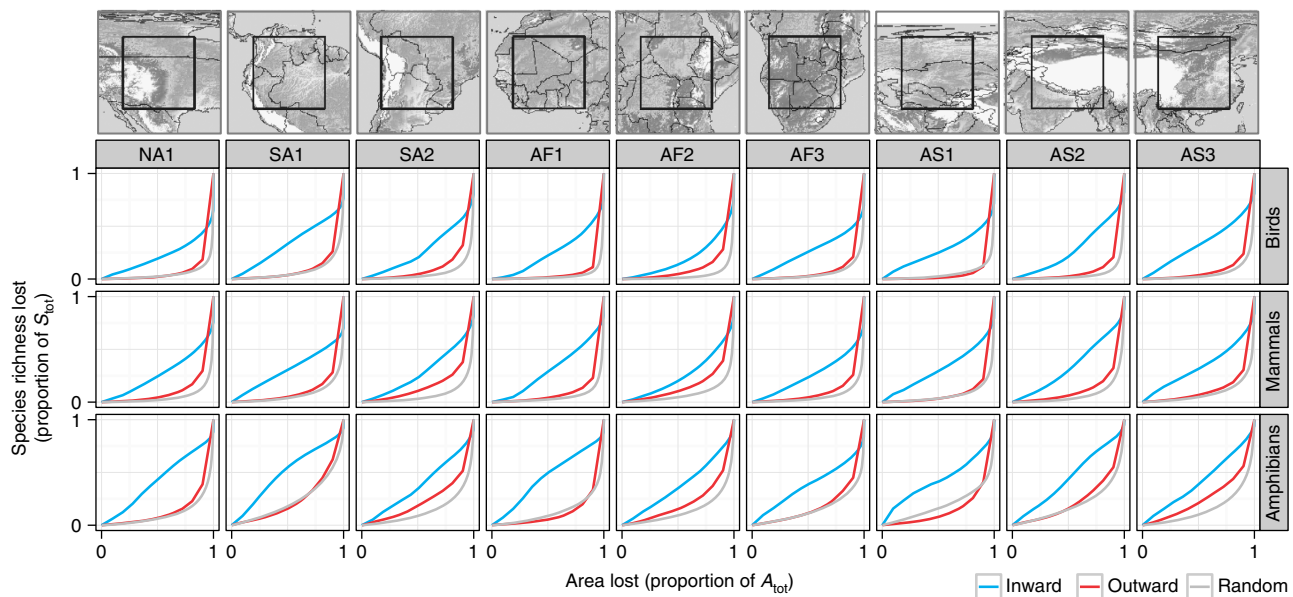 NA1 SA1 SA2 AF1 AF2 AF3 AS1 AS2 AS3
Species richness lost
(proportion of Stot)
1
0
Birds
1
0
Mammals
1
0
Amphibians
0 1 0 1 0 1 0 1 0 1 0 1 0 1 0 1 0 1
Area lost (proportion of Atot)
Inward Outward Random